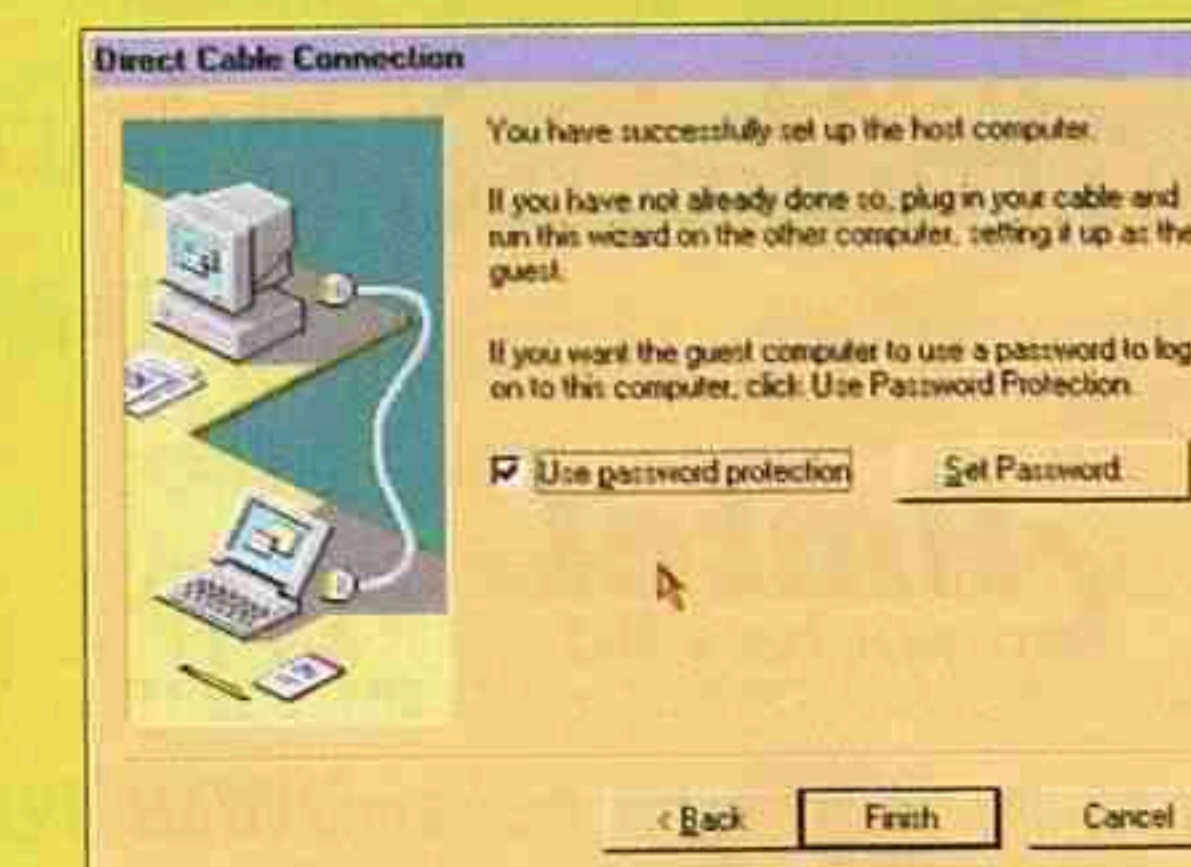 Direct Cable Connection
You have successfully set up the host computer.
If you have not already done so, plug in your cable and
run this wizard on the other computer, setting it up as the
guest.
If you want the guest computer to use a password to log
on to this computer, click Use Password Protection.
Use password protection
Set Password
< Back
Finish
Cancel